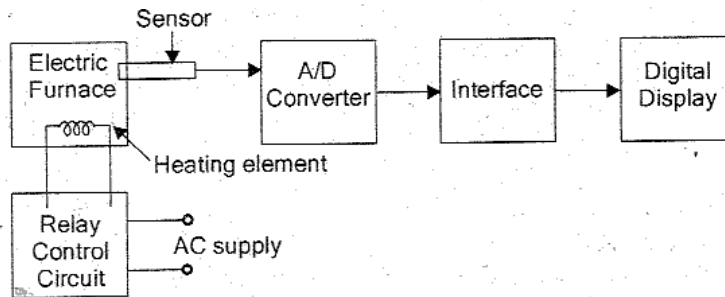 Sensor
Electric
Furnace
A/D
Converter
Interface
Digital
Display
Heating element
Relay
Control
Circuit
AC supply